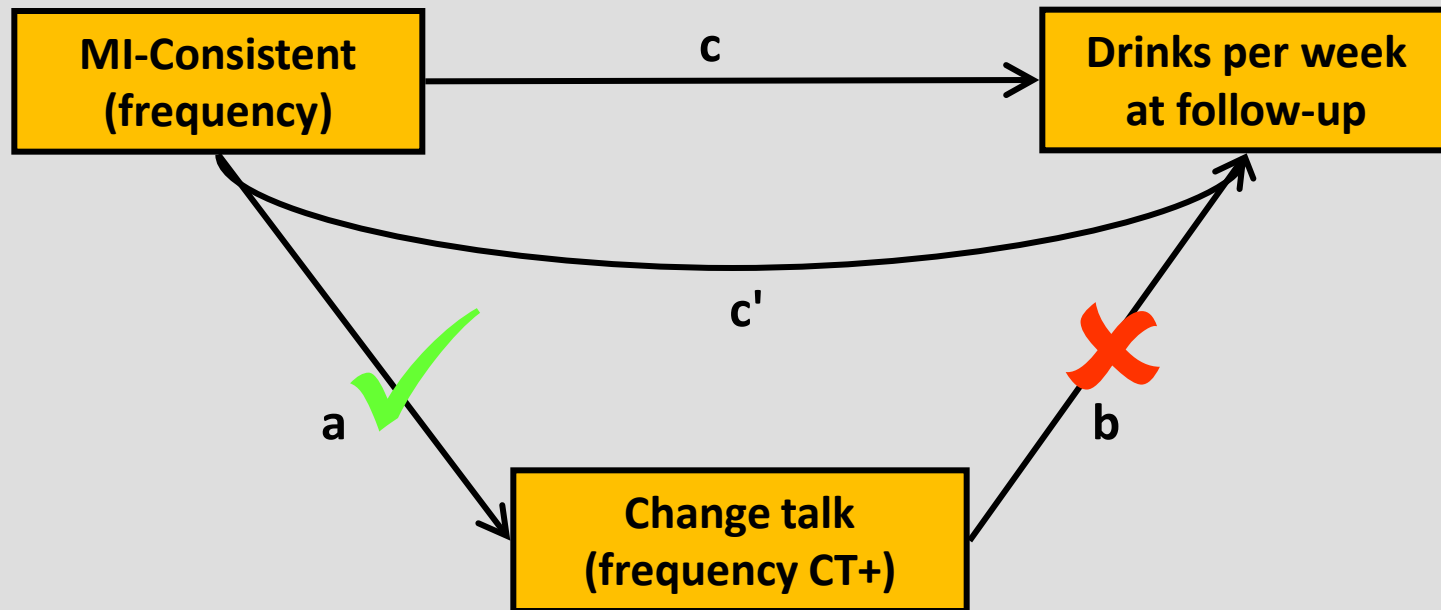 MI-Consistent
(frequency)
c
Drinks per week
at follow-up
c'
a
b
Change talk
(frequency CT+)